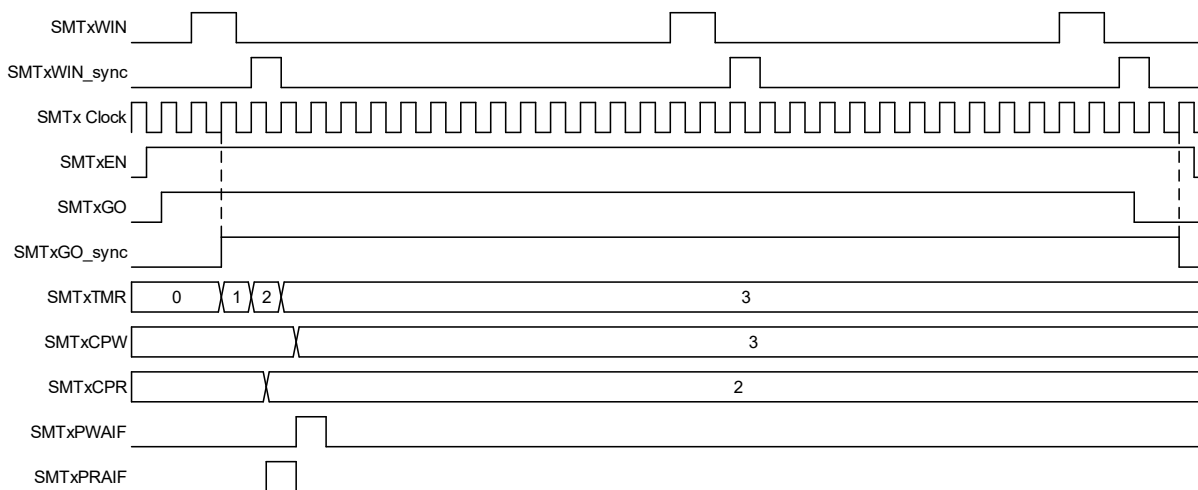 SMTxWIN
SMTxWIN_sync
SMTx Clock
SMTxEN
SMTxGO
SMTxGO_sync
SMTxTMR 0 1 2 3
SMTxCPW 3
SMTxCPR 2
SMTxPWAIF
SMTxPRAIF